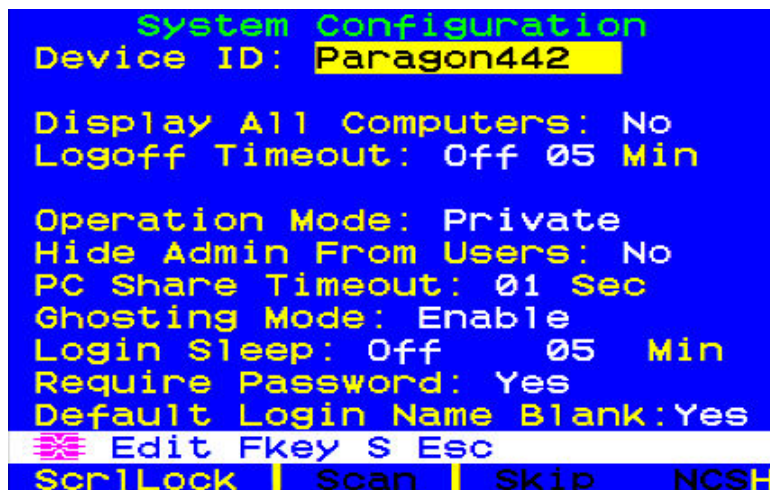 System Configuration
Device ID: Paragon442
Display All Computers: No
Logoff Timeout: Off 05 Min
Operation Mode: Private
Hide Admin From Users: No
PC Share Timeout: 01 Sec
Ghosting Mode: Enable
Login Sleep: Off 05 Min
Require Password: Yes
Default Login Name Blank:Yes
Edit Fkey S Esc
ScrlLock Scan Skip NCSH